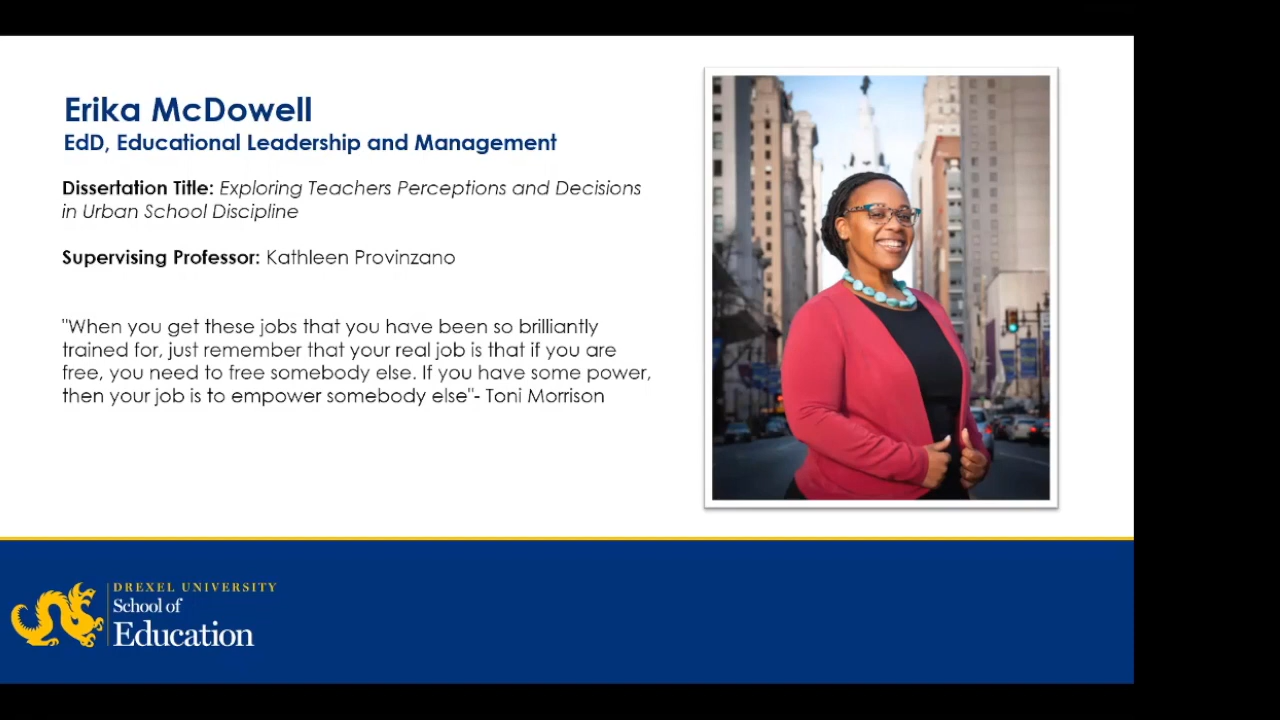 Erika McDowell
EdD, Educational Leadership and Management
Dissertation Title: Exploring Teachers Perceptions and Decisions
in Urban School Discipline
Supervising Professor: Kathleen Provinzano
"When you get these jobs that you have been so brilliantly
trained for, just remember that your real job is that if you are
free, you need to free somebody else. If you have some power,
then your job is to empower somebody else"- Toni Morrison
DREXEL UNIVERSITY
School of
Education